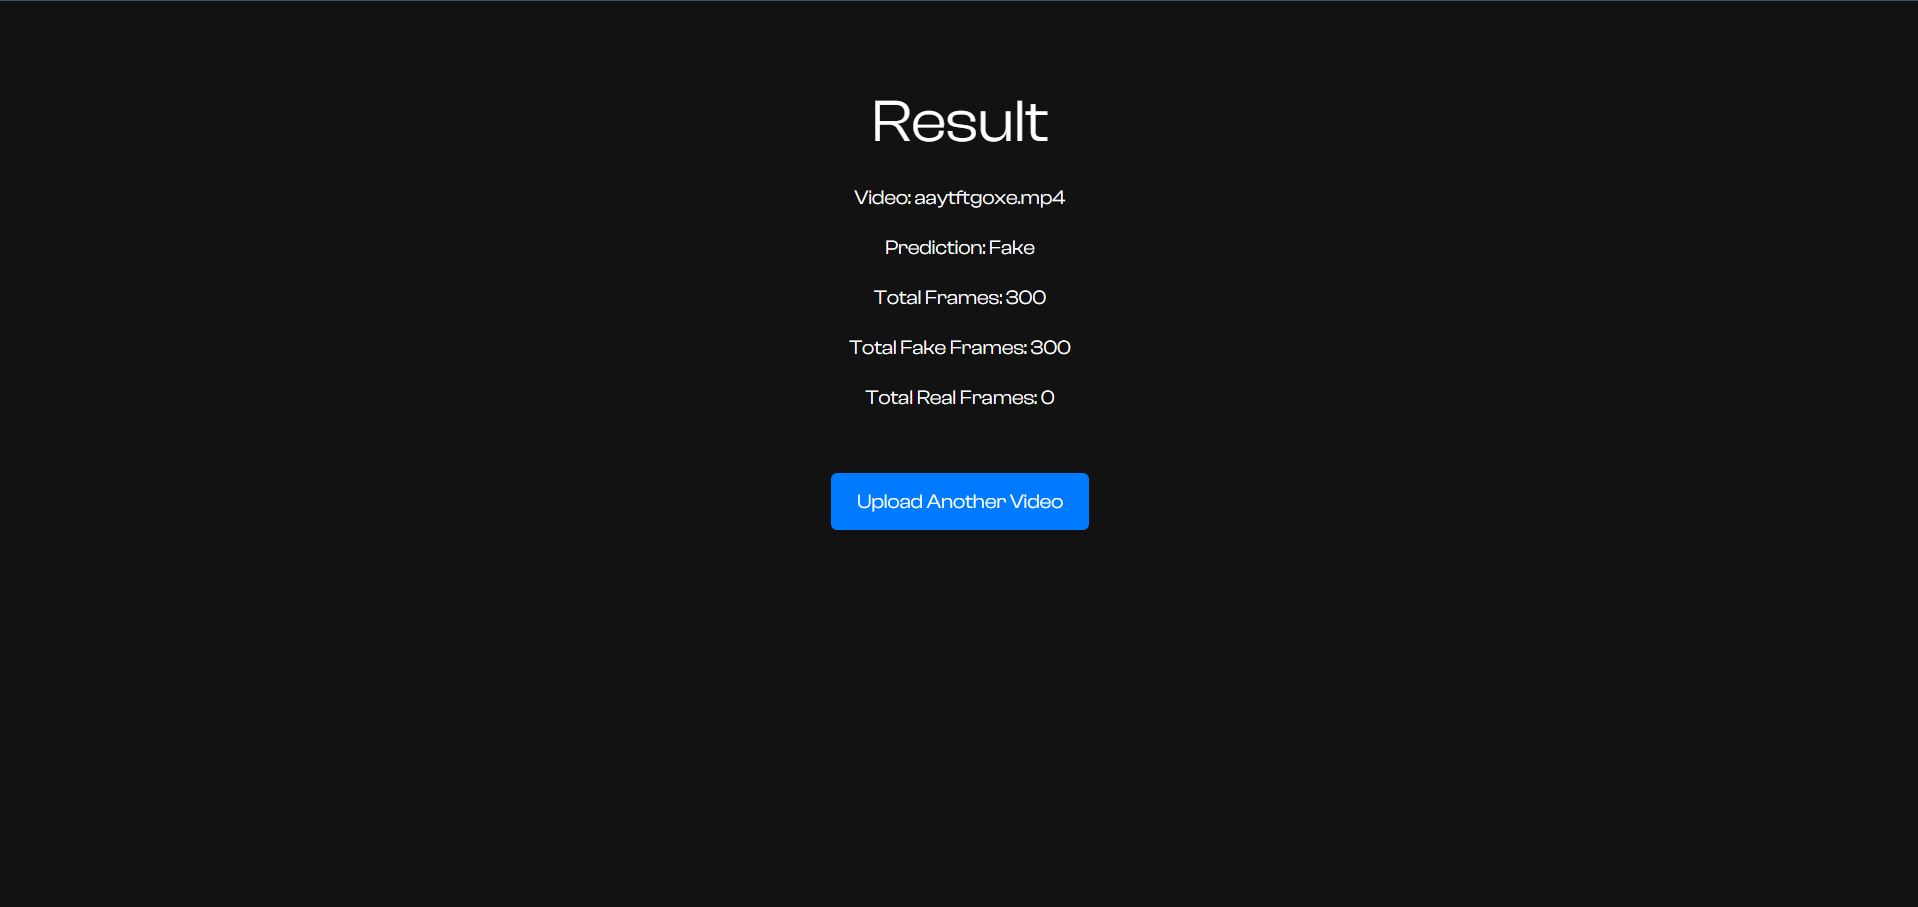 Result
Video: aaytftgoxe.mp4
Prediction: Fake
Total Frames: 300
Total Fake Frames: 300
Total Real Frames: 0
Upload Another Video